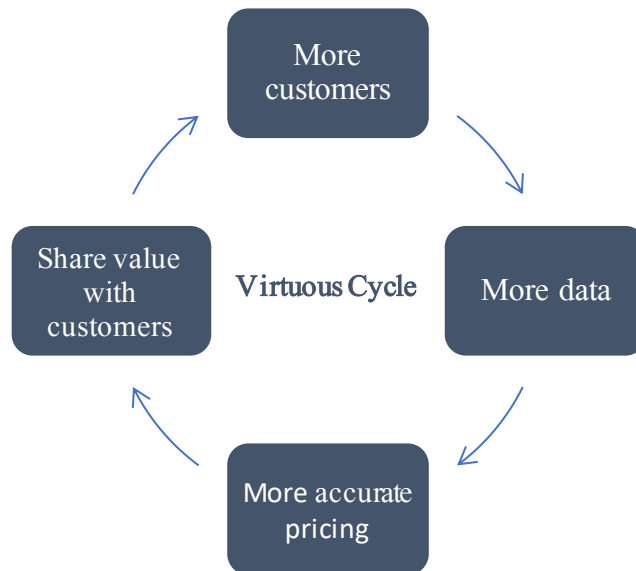 More
customers
Share value
with
customers
Virtuous Cycle
More data
More accurate
pricing